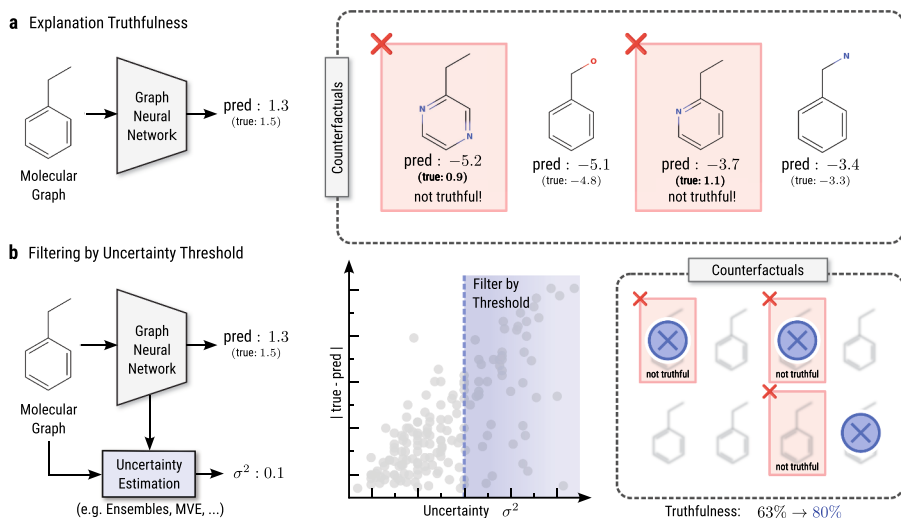 a Explanation Truthfulness
Graph
Neural
Network
pred : 1.3
(true: 1.5)
Molecular
Graph
Counterfactuals
N
N
pred : −5.2
(true: 0.9)
not truthful!
O
pred : −5.1
(true: −4.8)
N
pred : −3.7
(true: 1.1)
not truthful!
N
pred : −3.4
(true: −3.3)
b Filtering by Uncertainty Threshold
Graph
Neural
Network
pred : 1.3
(true: 1.5)
Molecular
Graph
Uncertainty
Estimation
σ² : 0.1
(e.g. Ensembles, MVE, ...)
| true - pred |
Filter by
Threshold
Uncertainty σ²
Counterfactuals
not truthful
not truthful
not truthful
Truthfulness: 63% → 80%